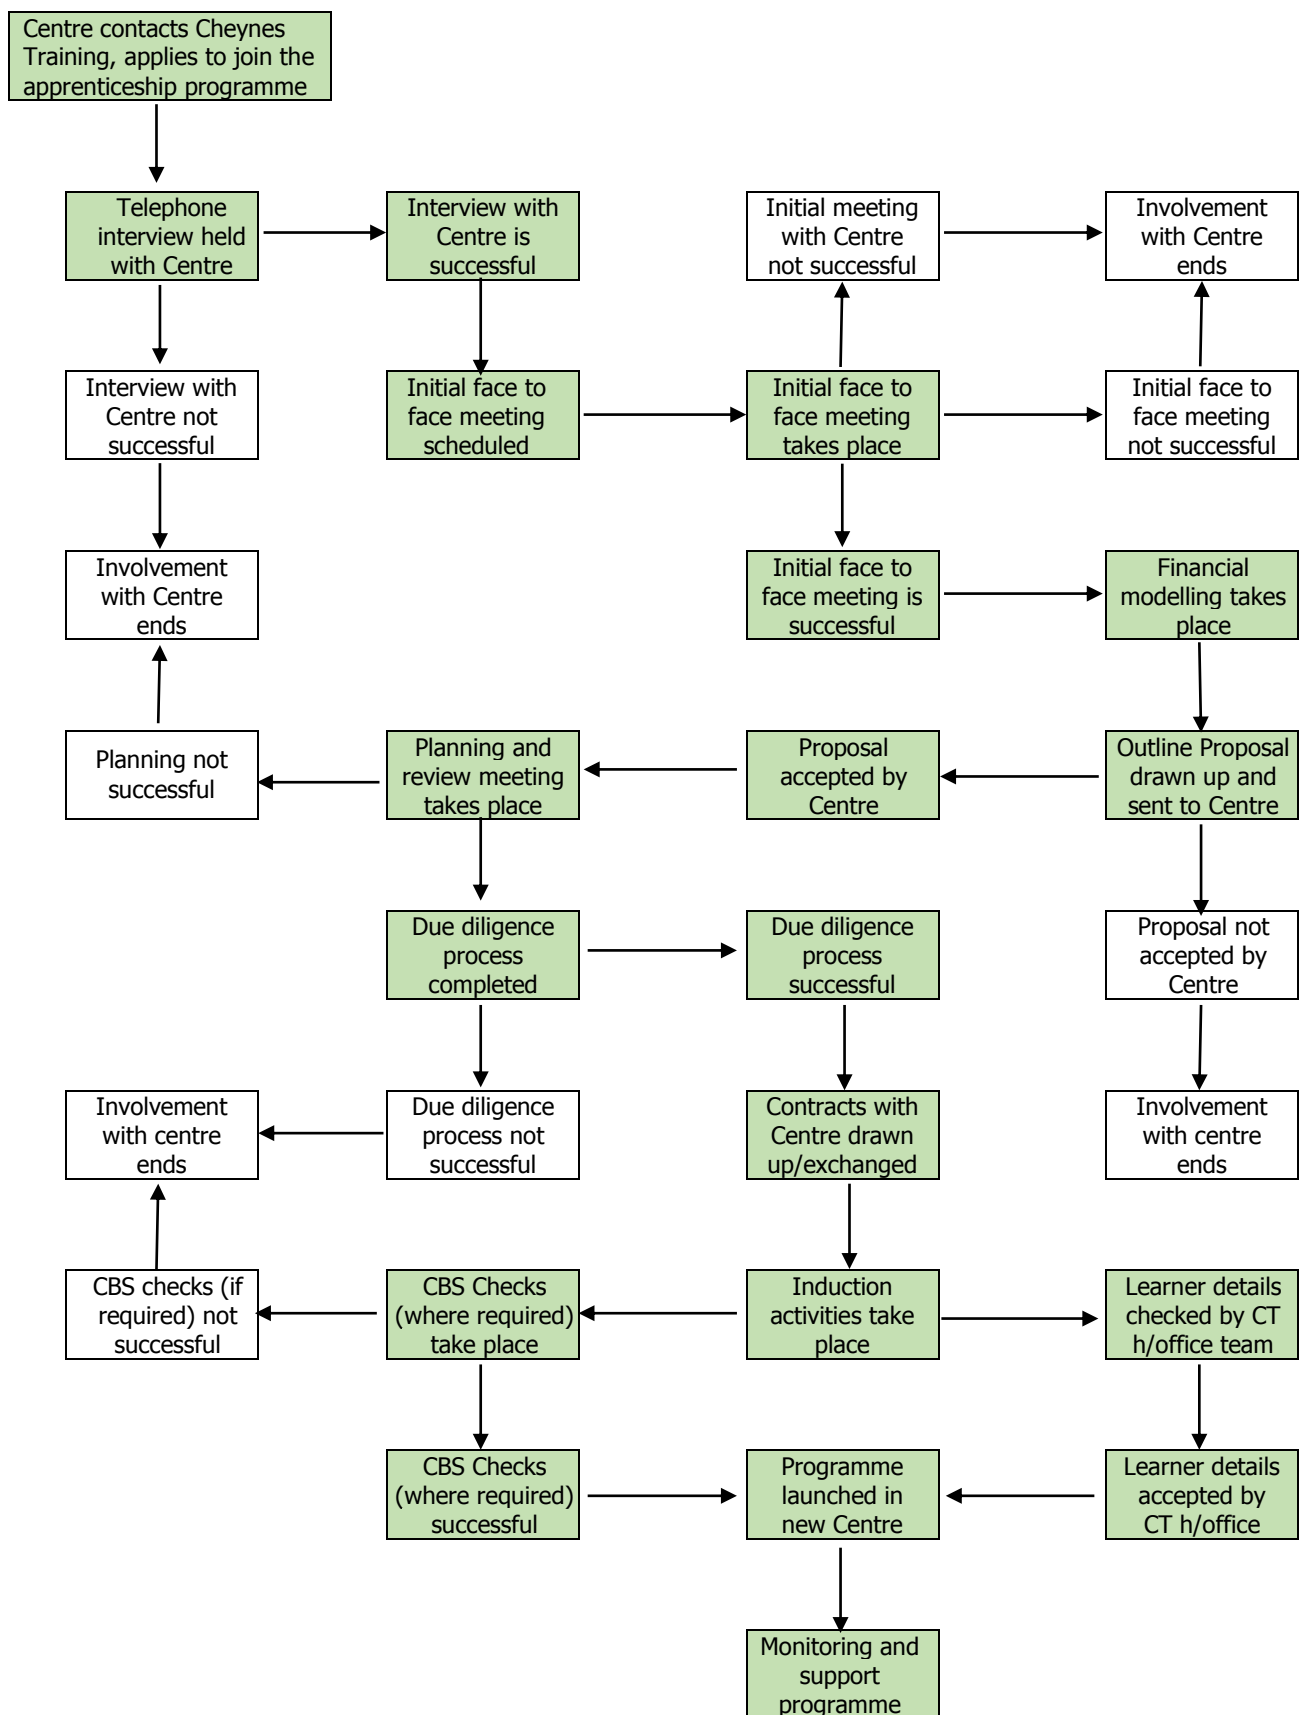 Centre contacts Cheynes
Training, applies to join the
apprenticeship programme
Telephone
interview held
with Centre
Interview with
Centre is
successful
Initial meeting
with Centre
not successful
Involvement
with Centre
ends
Interview with
Centre not
successful
Initial face to
face meeting
scheduled
Initial face to
face meeting
takes place
Initial face to
face meeting
not successful
Involvement
with Centre
ends
Initial face to
face meeting is
successful
Financial
modelling takes
place
Planning not
successful
Planning and
review meeting
takes place
Proposal
accepted by
Centre
Outline Proposal
drawn up and
sent to Centre
Due diligence
process
completed
Due diligence
process
successful
Proposal not
accepted by
Centre
Involvement
with centre
ends
Due diligence
process not
successful
Contracts with
Centre drawn
up/exchanged
Involvement
with centre
ends
CBS checks (if
required) not
successful
CBS Checks
(where required)
take place
Induction
activities take
place
Learner details
checked by CT
h/office team
CBS Checks
(where required)
successful
Programme
launched in
new Centre
Learner details
accepted by
CT h/office
Monitoring and
support
programme